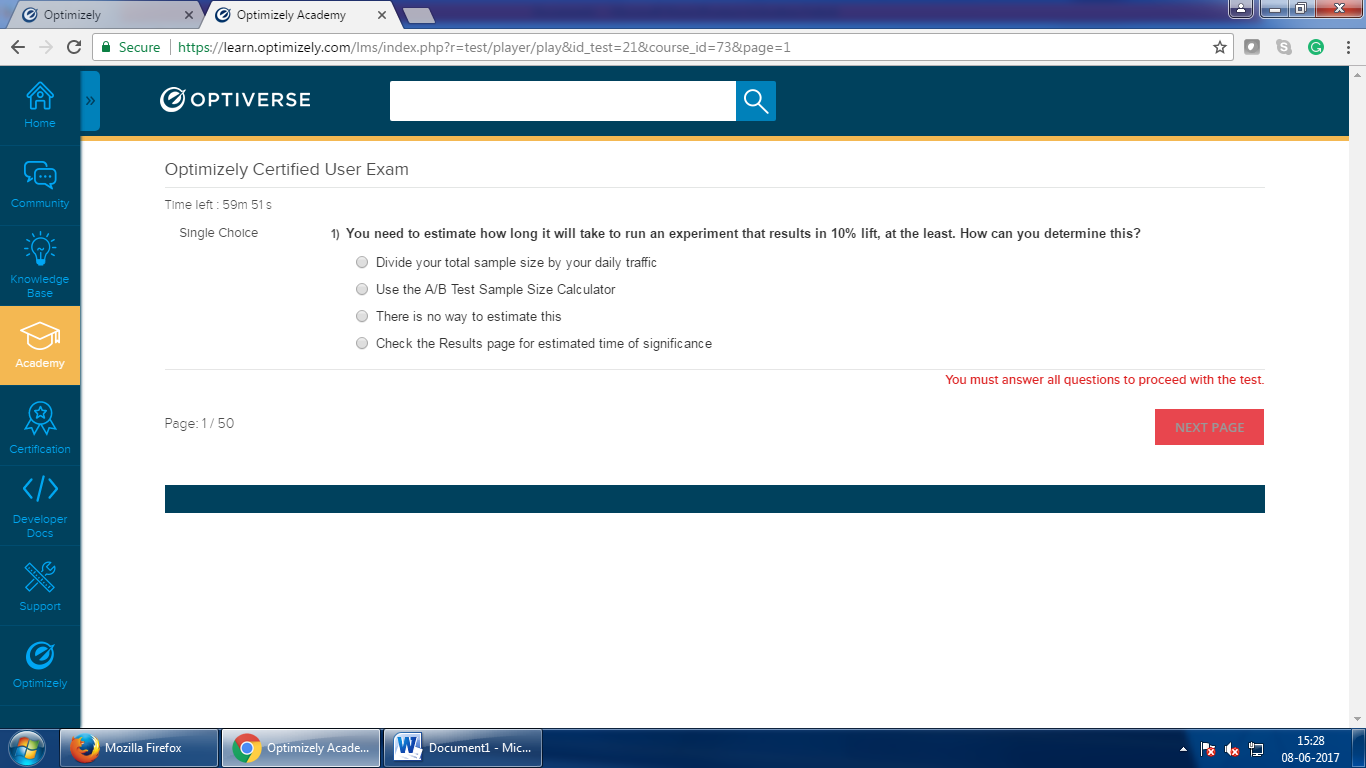 Optimizely
Optimizely Academy
Secure
https://learn.optimizely.com/lms/index.php?r=test/player/play&id_test=21&course_id=73&page=1
Home
»
OPTIVERSE
Community
Knowledge
Base
Academy
Certification
Developer
Docs
Support
Optimizely
Optimizely Certified User Exam
Time left : 59m 51 s
Single Choice
1) You need to estimate how long it will take to run an experiment that results in 10% lift, at the least. How can you determine this?
Divide your total sample size by your daily traffic
Use the A/B Test Sample Size Calculator
There is no way to estimate this
Check the Results page for estimated time of significance
You must answer all questions to proceed with the test.
Page: 1 / 50
NEXT PAGE
Mozilla Firefox
Optimizely Acade...
Document1 - Mic...
15:28
08-06-2017